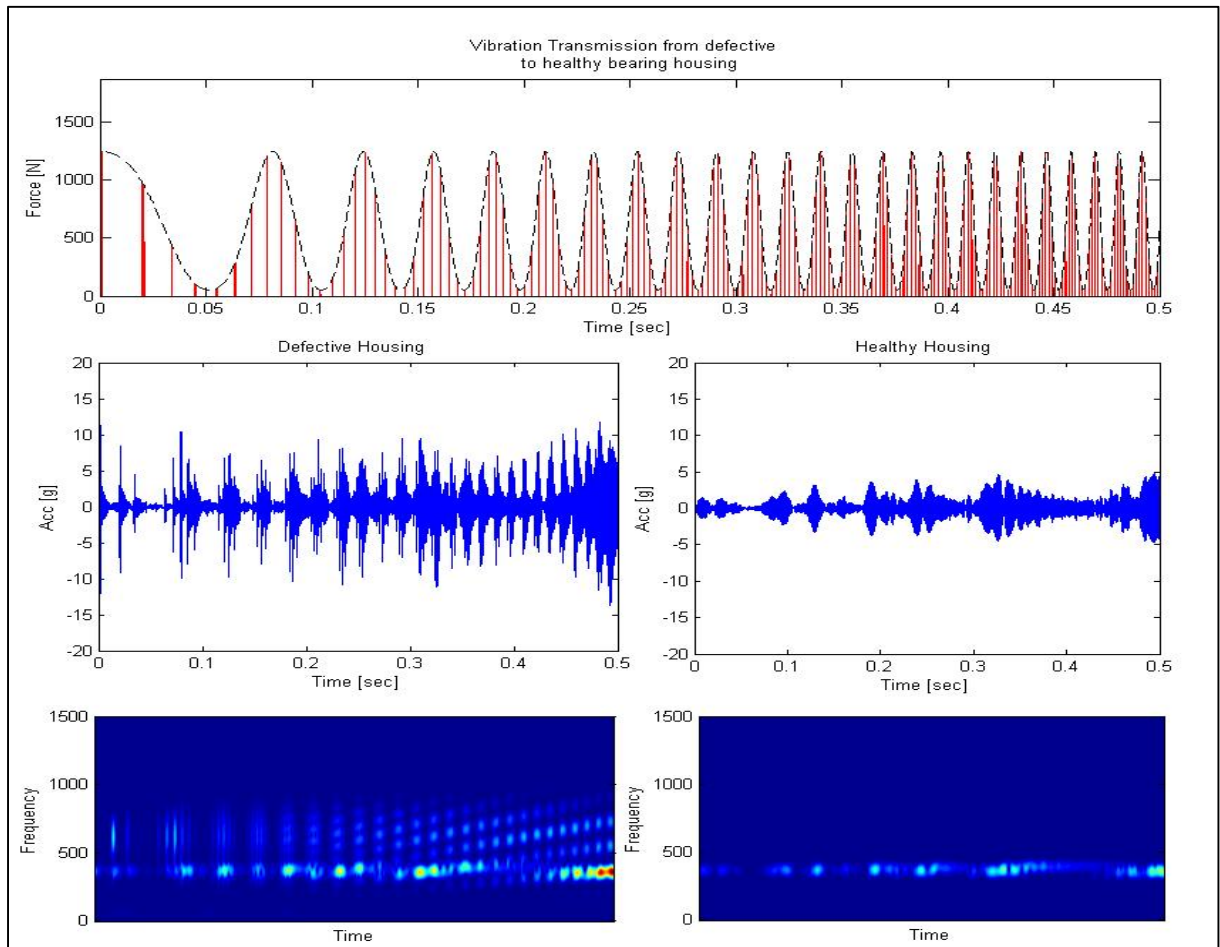 Vibration Transmission from defective
to healthy bearing housing
Force [N]
1500
1000
500
0
0 0.05 0.1 0.15 0.2 0.25 0.3 0.35 0.4 0.45 0.5
Time [sec]
Defective Housing
Acc [g]
20
15
10
5
0
-5
-10
-15
-20
0 0.1 0.2 0.3 0.4 0.5
Time [sec]
Healthy Housing
Acc [g]
20
15
10
5
0
-5
-10
-15
-20
0 0.1 0.2 0.3 0.4 0.5
Time [sec]
Frequency
1500
1000
500
0
Time
Frequency
1500
1000
500
0
Time